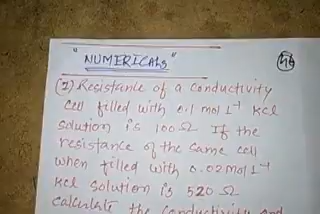 "NUMERICALS"
(1) Resistance of a conductivity
cell filled with 0.1 mol L⁻¹ KCl
solution is 100Ω If the
resistance of the same cell
when filled with 0.02 mol L⁻¹
KCl solution is 520 Ω
Calculate the conductivity and